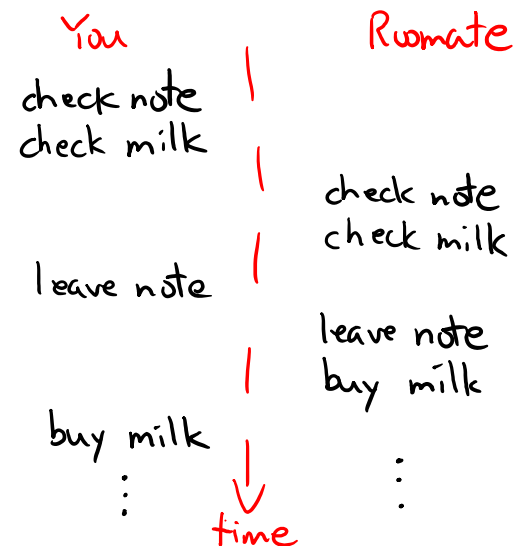 You
Roomate
check note
check milk
check note
check milk
leave note
leave note
buy milk
buy milk
time